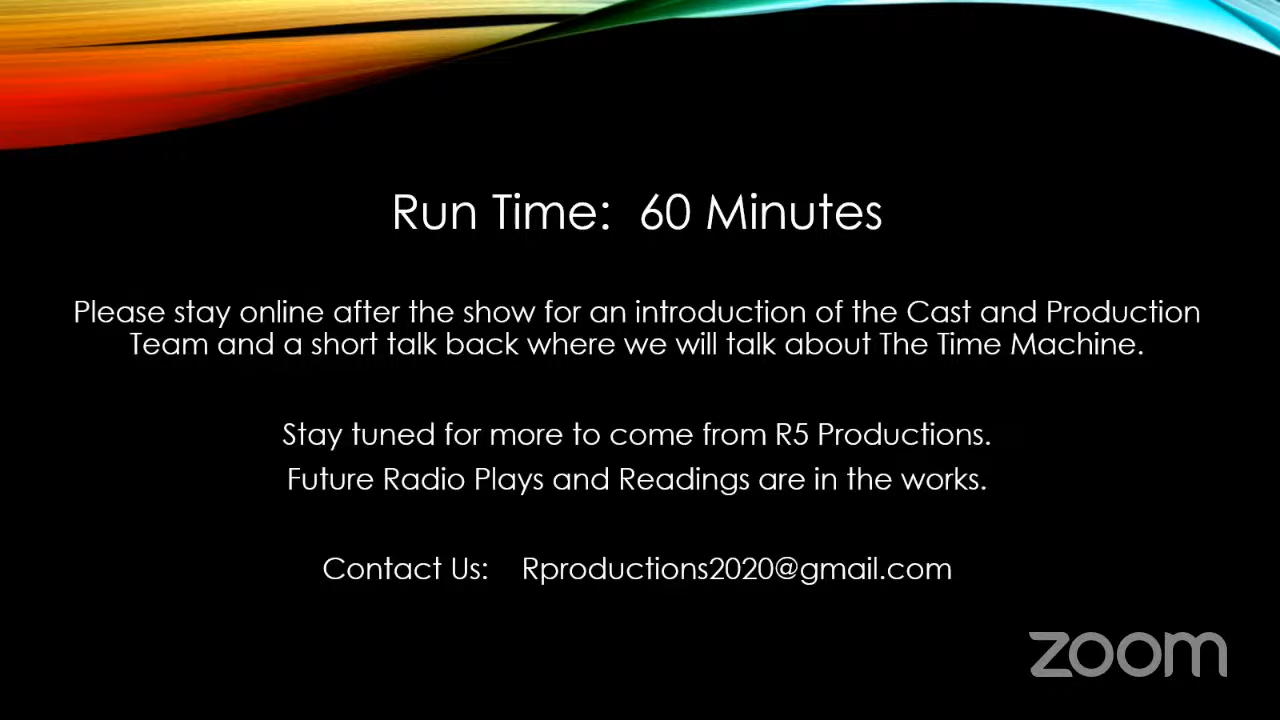 Run Time:  60 Minutes
Please stay online after the show for an introduction of the Cast and Production
Team and a short talk back where we will talk about The Time Machine.
Stay tuned for more to come from R5 Productions.
Future Radio Plays and Readings are in the works.
Contact Us:    Rproductions2020@gmail.com
zoom